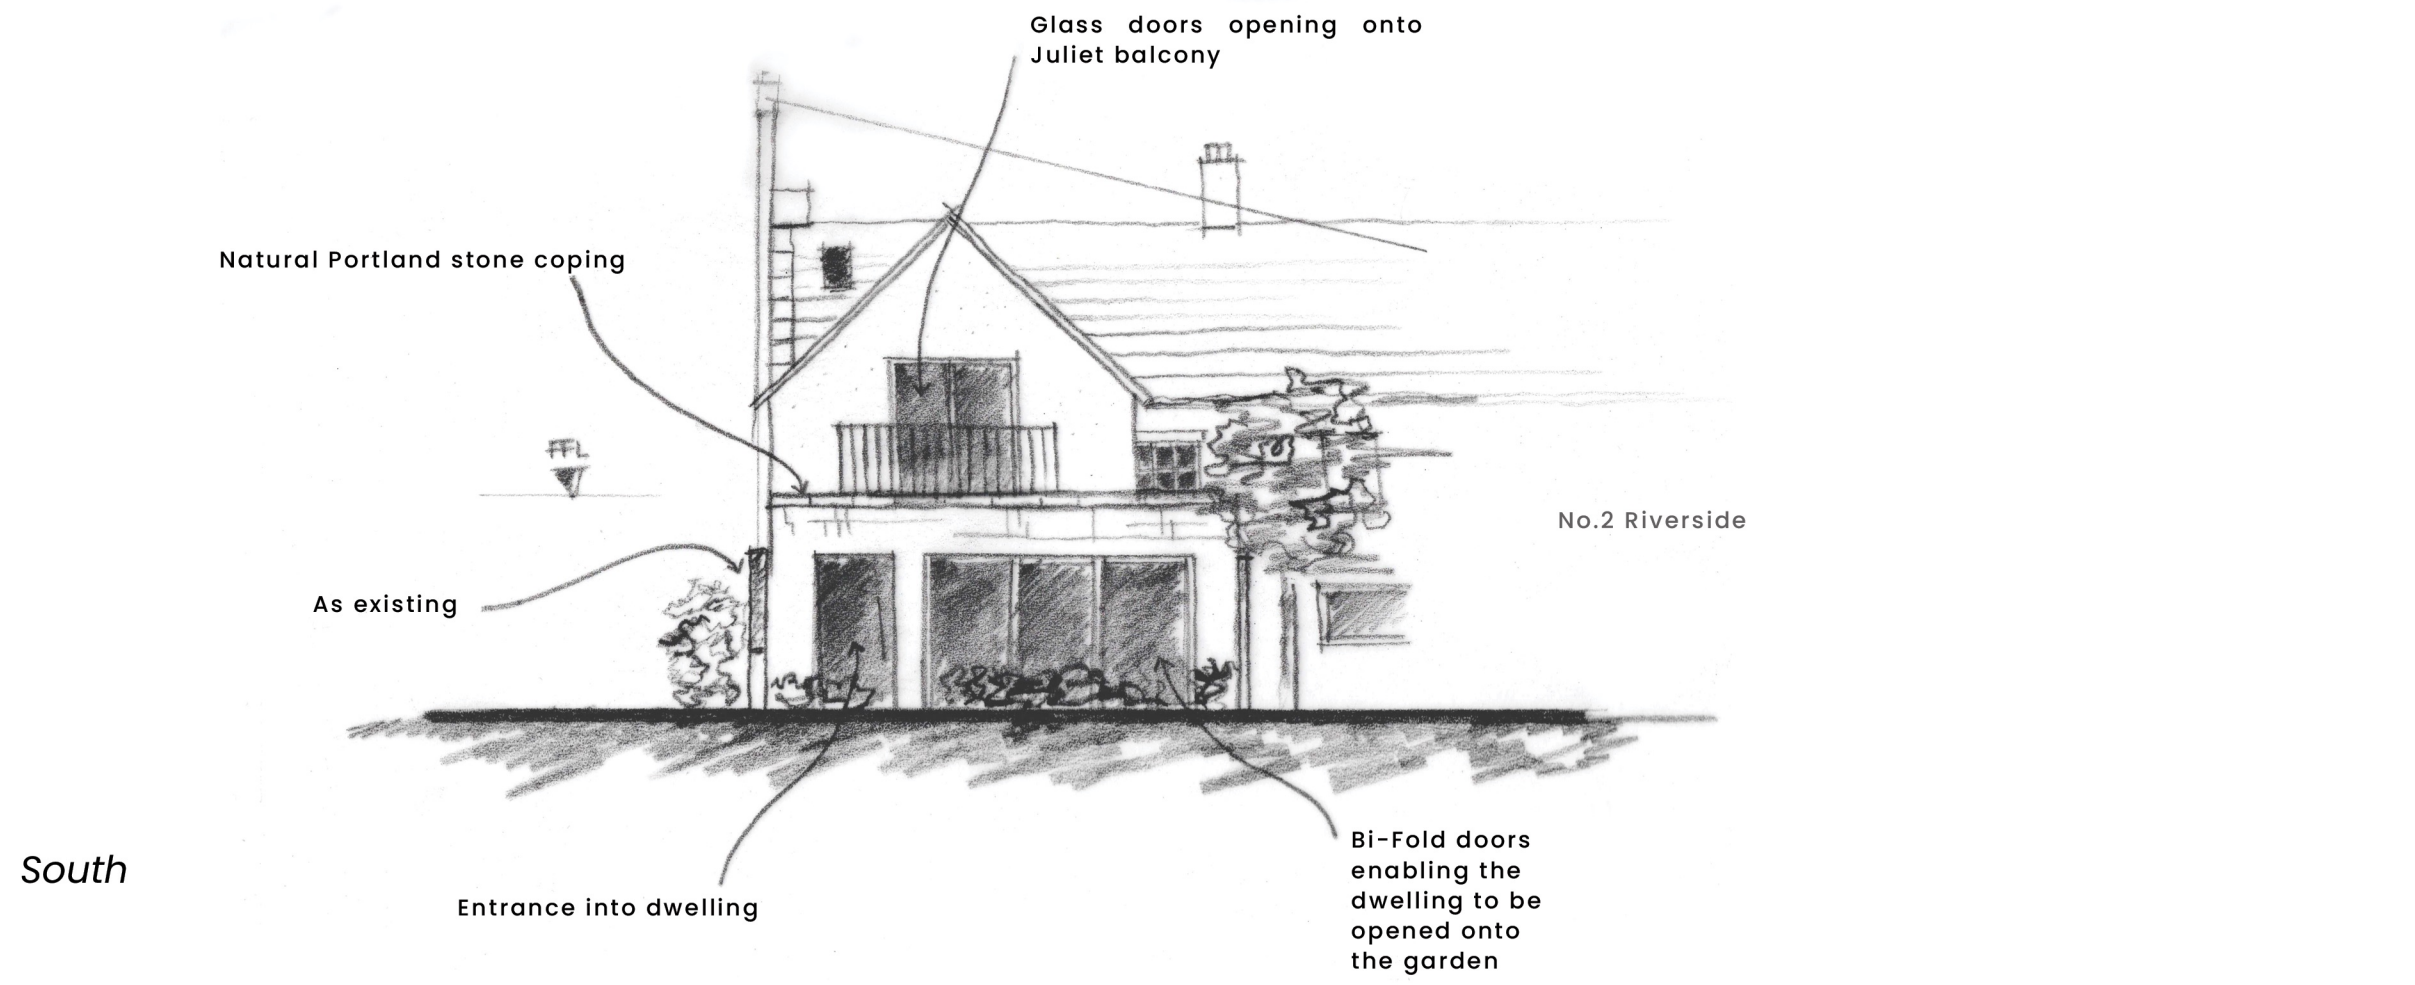 Glass doors opening onto
Juliet balcony
Natural Portland stone coping
FFL
No.2 Riverside
As existing
South
Entrance into dwelling
Bi-Fold doors
enabling the
dwelling to be
opened onto
the garden